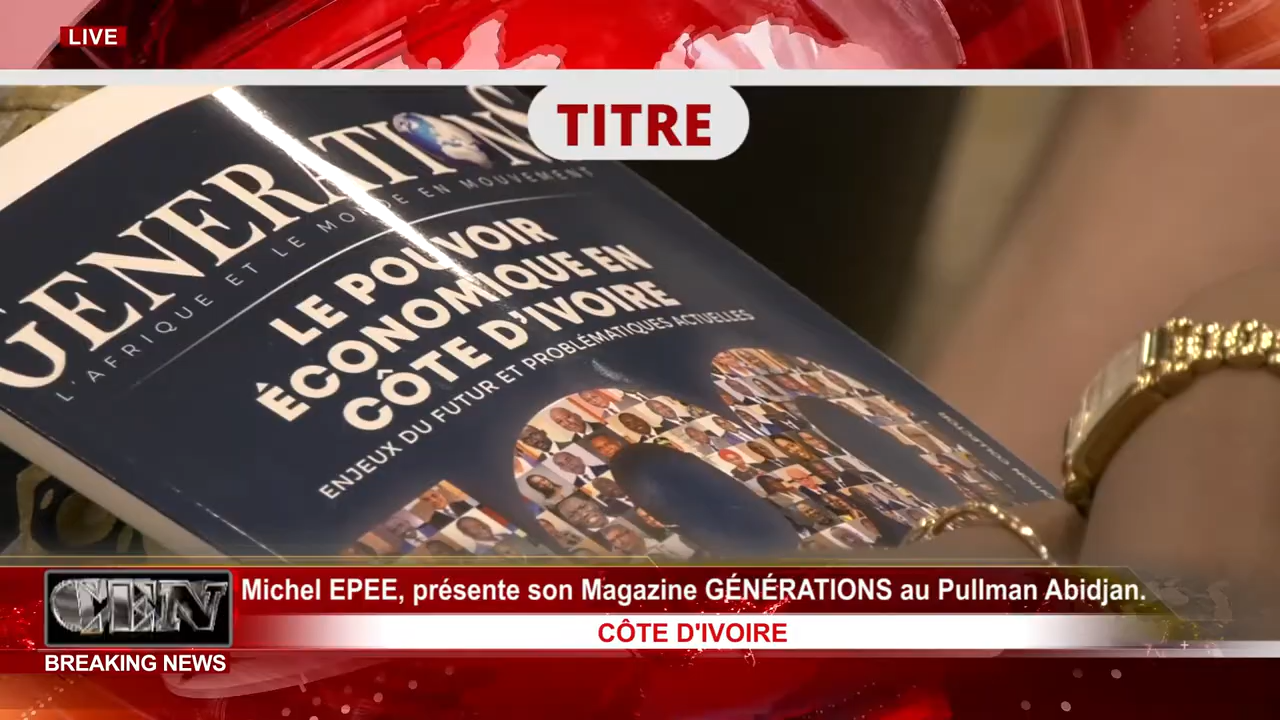 LIVE
TITRE
GÉNÉRATIONS
L'AFRIQUE ET LE MONDE EN MOUVEMENT
LE POUVOIR
ÉCONOMIQUE EN
CÔTE D'IVOIRE
ENJEUX DU FUTUR ET PROBLÉMATIQUES ACTUELLES
100
Michel EPEE, présente son Magazine GÉNÉRATIONS au Pullman Abidjan.
CEN
CÔTE D'IVOIRE
BREAKING NEWS